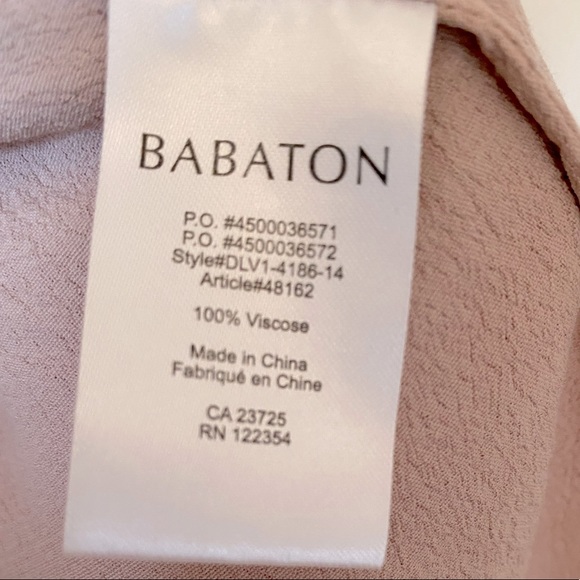 BABATON
P.O. #4500036571
P.O. #4500036572
Style#DLV1-4186-14
Article#48162
100% Viscose
Made in China
Fabriqué en Chine
CA 23725
RN 122354